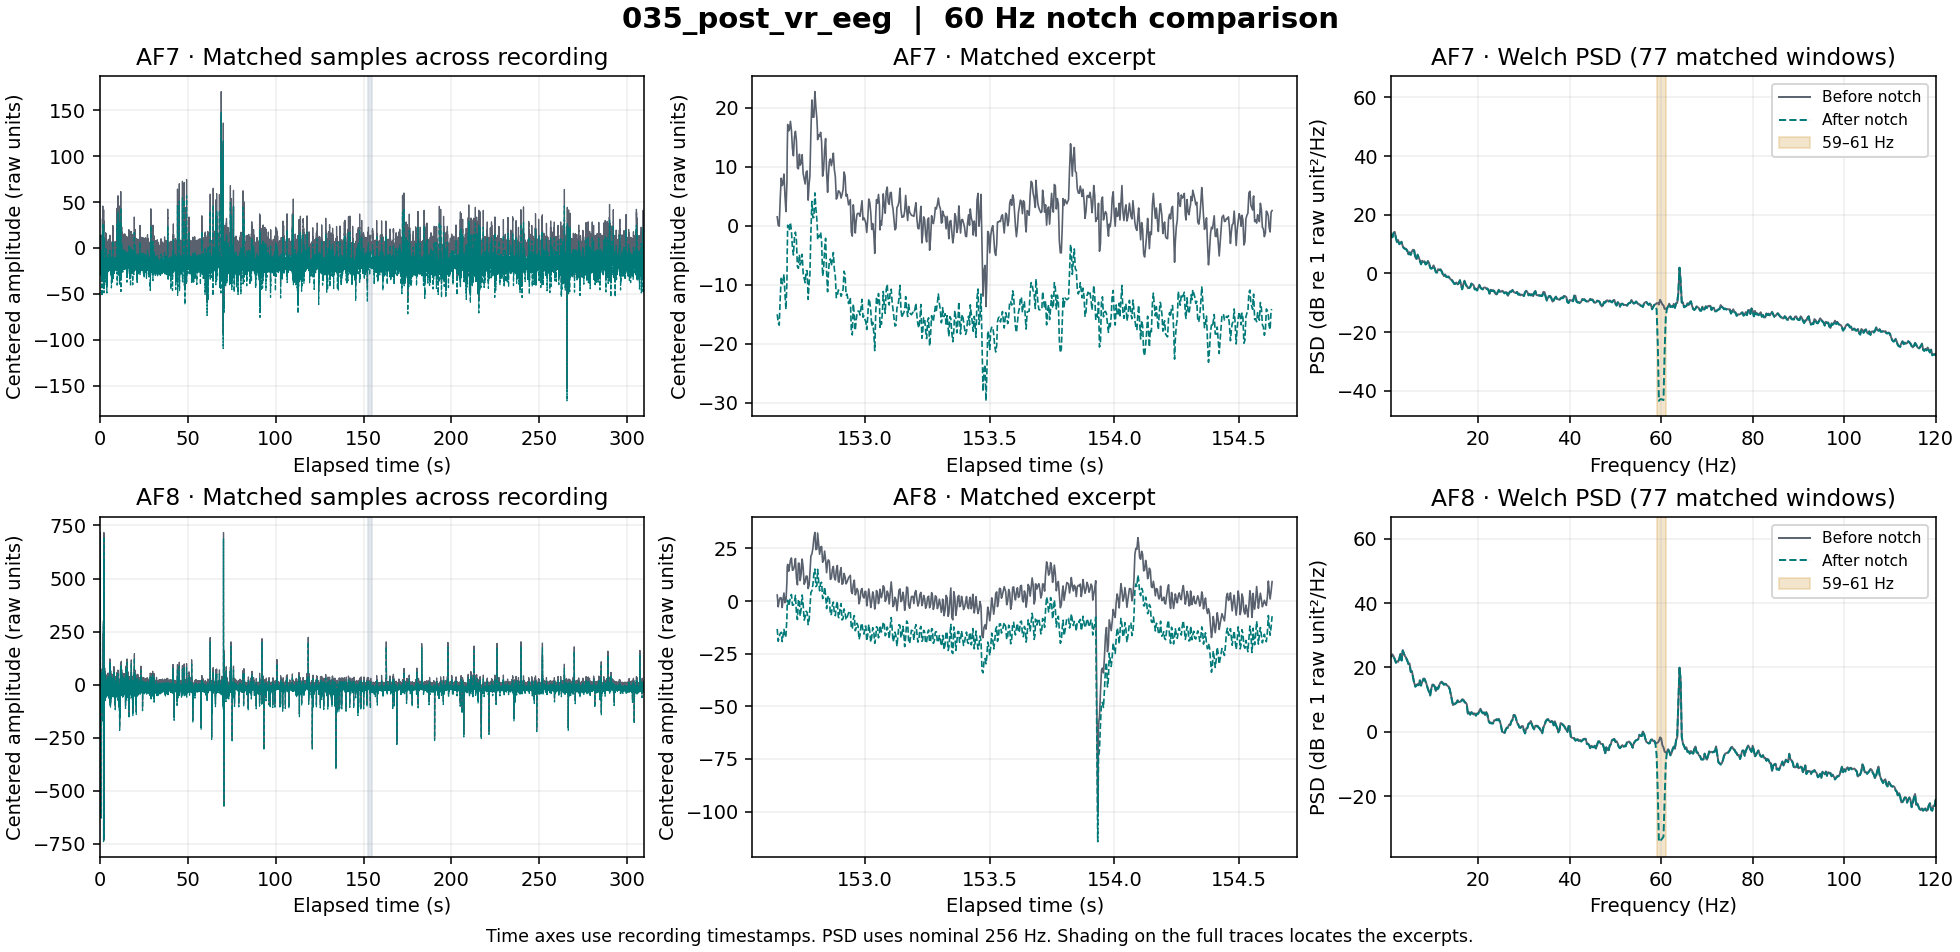 035_post_vr_eeg | 60 Hz notch comparison
AF7 · Matched samples across recording
Centered amplitude (raw units)
150
100
50
0
−50
−100
−150
0 50 100 150 200 250 300
Elapsed time (s)
AF7 · Matched excerpt
Centered amplitude (raw units)
20
10
0
−10
−20
−30
153.0 153.5 154.0 154.5
Elapsed time (s)
AF7 · Welch PSD (77 matched windows)
PSD (dB re 1 raw unit²/Hz)
60
40
20
0
−20
−40
Before notch
After notch
59–61 Hz
20 40 60 80 100 120
Frequency (Hz)
AF8 · Matched samples across recording
Centered amplitude (raw units)
750
500
250
0
−250
−500
−750
0 50 100 150 200 250 300
Elapsed time (s)
AF8 · Matched excerpt
Centered amplitude (raw units)
25
0
−25
−50
−75
−100
153.0 153.5 154.0 154.5
Elapsed time (s)
AF8 · Welch PSD (77 matched windows)
PSD (dB re 1 raw unit²/Hz)
60
40
20
0
−20
Before notch
After notch
59–61 Hz
20 40 60 80 100 120
Frequency (Hz)
Time axes use recording timestamps. PSD uses nominal 256 Hz. Shading on the full traces locates the excerpts.